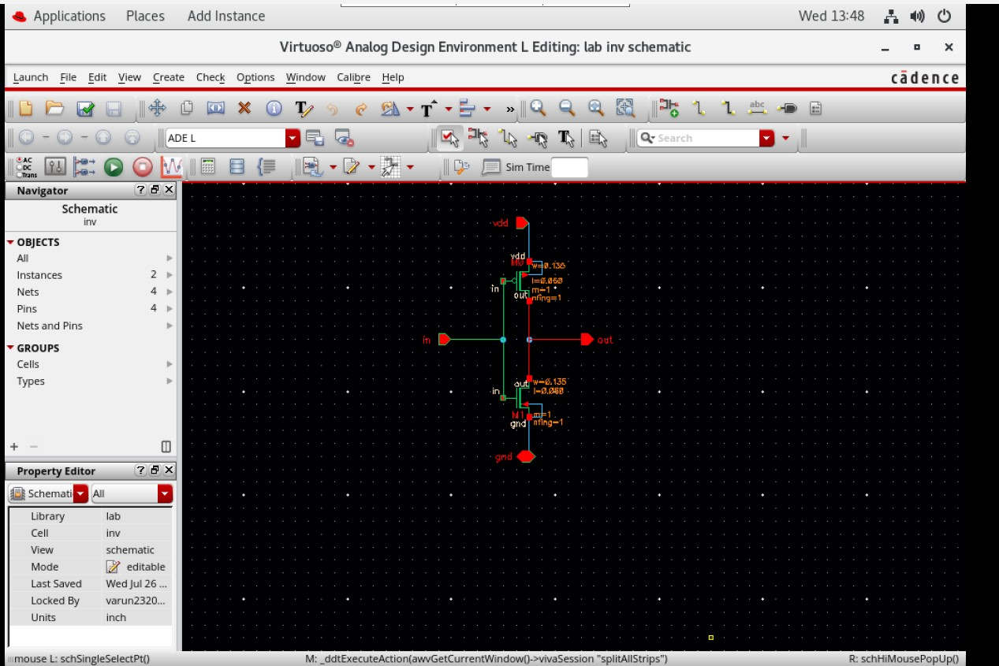 Applications Places Add Instance Wed 13:48
Virtuoso® Analog Design Environment L Editing: lab inv schematic
Launch File Edit View Create Check Options Window Calibre Help cādence
abc
ADE L Search
AC
DC
Trans
Sim Time
Navigator
Schematic
inv
OBJECTS
All
Instances 2
Nets 4
Pins 4
Nets and Pins
GROUPS
Cells
Types
Property Editor
Schemati All
Library lab
Cell inv
View schematic
Mode editable
Last Saved Wed Jul 26 ...
Locked By varun2320...
Units inch
vdd
vdd
M0 w=0.135
l=0.060
in m=1
out nfing=1
in out
out w=0.135
in l=0.060
M1 m=1
gnd nfing=1
gnd
mouse L: schSingleSelectPt() M: _ddtExecuteAction(awvGetCurrentWindow()->vivaSession "splitAllStrips") R: schHiMousePopUp()